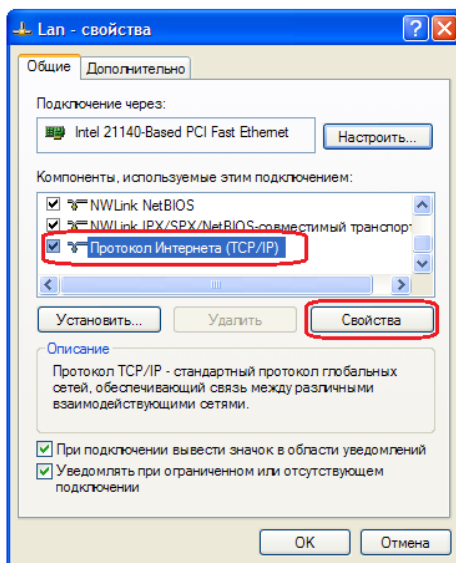 Lan - свойства
Общие
Дополнительно
Подключение через:
Intel 21140-Based PCI Fast Ethernet
Настроить...
Компоненты, используемые этим подключением:
NWLink NetBIOS
NWLink IPX/SPX/NetBIOS-совместимый транспорт
Протокол Интернета (TCP/IP)
Установить...
Удалить
Свойства
Описание
Протокол TCP/IP - стандартный протокол глобальных
сетей, обеспечивающий связь между различными
взаимодействующими сетями.
При подключении вывести значок в области уведомлений
Уведомлять при ограниченном или отсутствующем
подключении
OK
Отмена